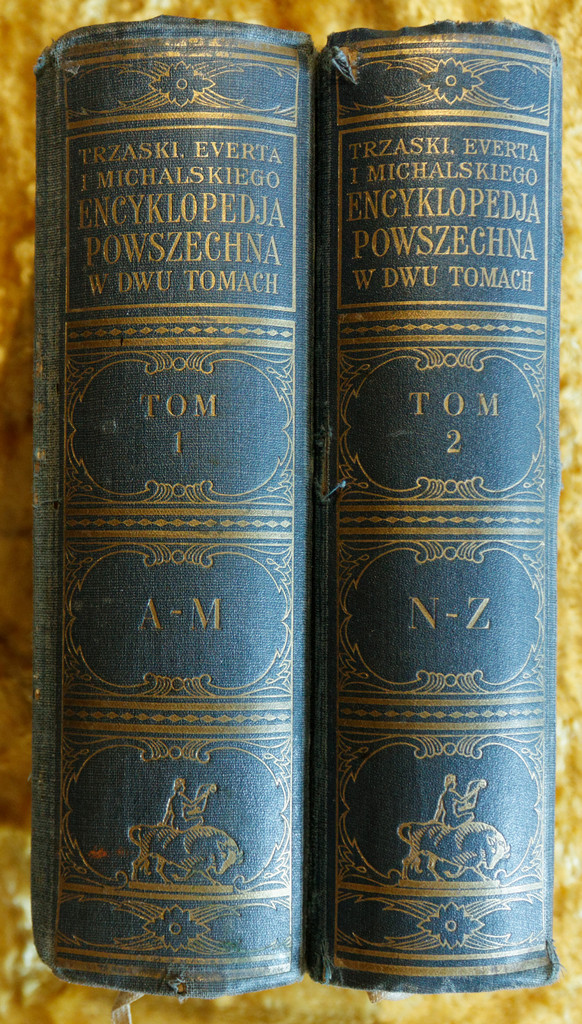 TRZASKI, EVERTA
I MICHALSKIEGO
ENCYKLOPEDJA
POWSZECHNA
W DWU TOMACH
TOM
1
A-M
TRZASKI, EVERTA
I MICHALSKIEGO
ENCYKLOPEDJA
POWSZECHNA
W DWU TOMACH
TOM
2
N-Z